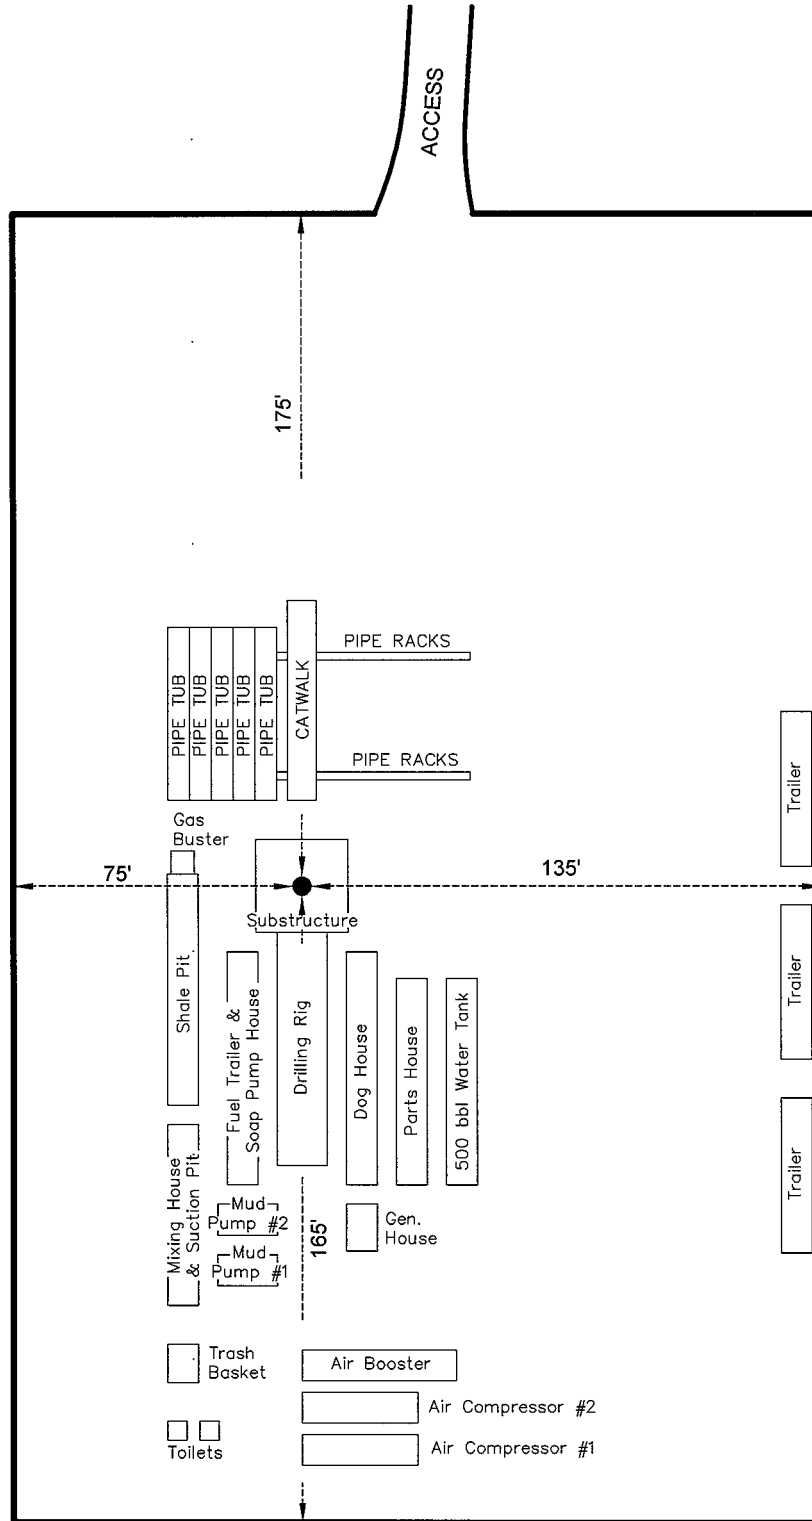 ACCESS
175'
PIPE TUB
PIPE TUB
PIPE TUB
PIPE TUB
PIPE TUB
CATWALK
PIPE RACKS
PIPE RACKS
Trailer
Gas
Buster
75'
135'
Substructure
Shale Pit
Fuel Trailer &
Soap Pump House
Drilling Rig
Dog House
Parts House
500 bbl Water Tank
Trailer
Mixing House
& Suction Pit
Mud
Pump #2
Mud
Pump #1
165'
Gen.
House
Trailer
Trash
Basket
Air Booster
Air Compressor #2
Toilets
Air Compressor #1